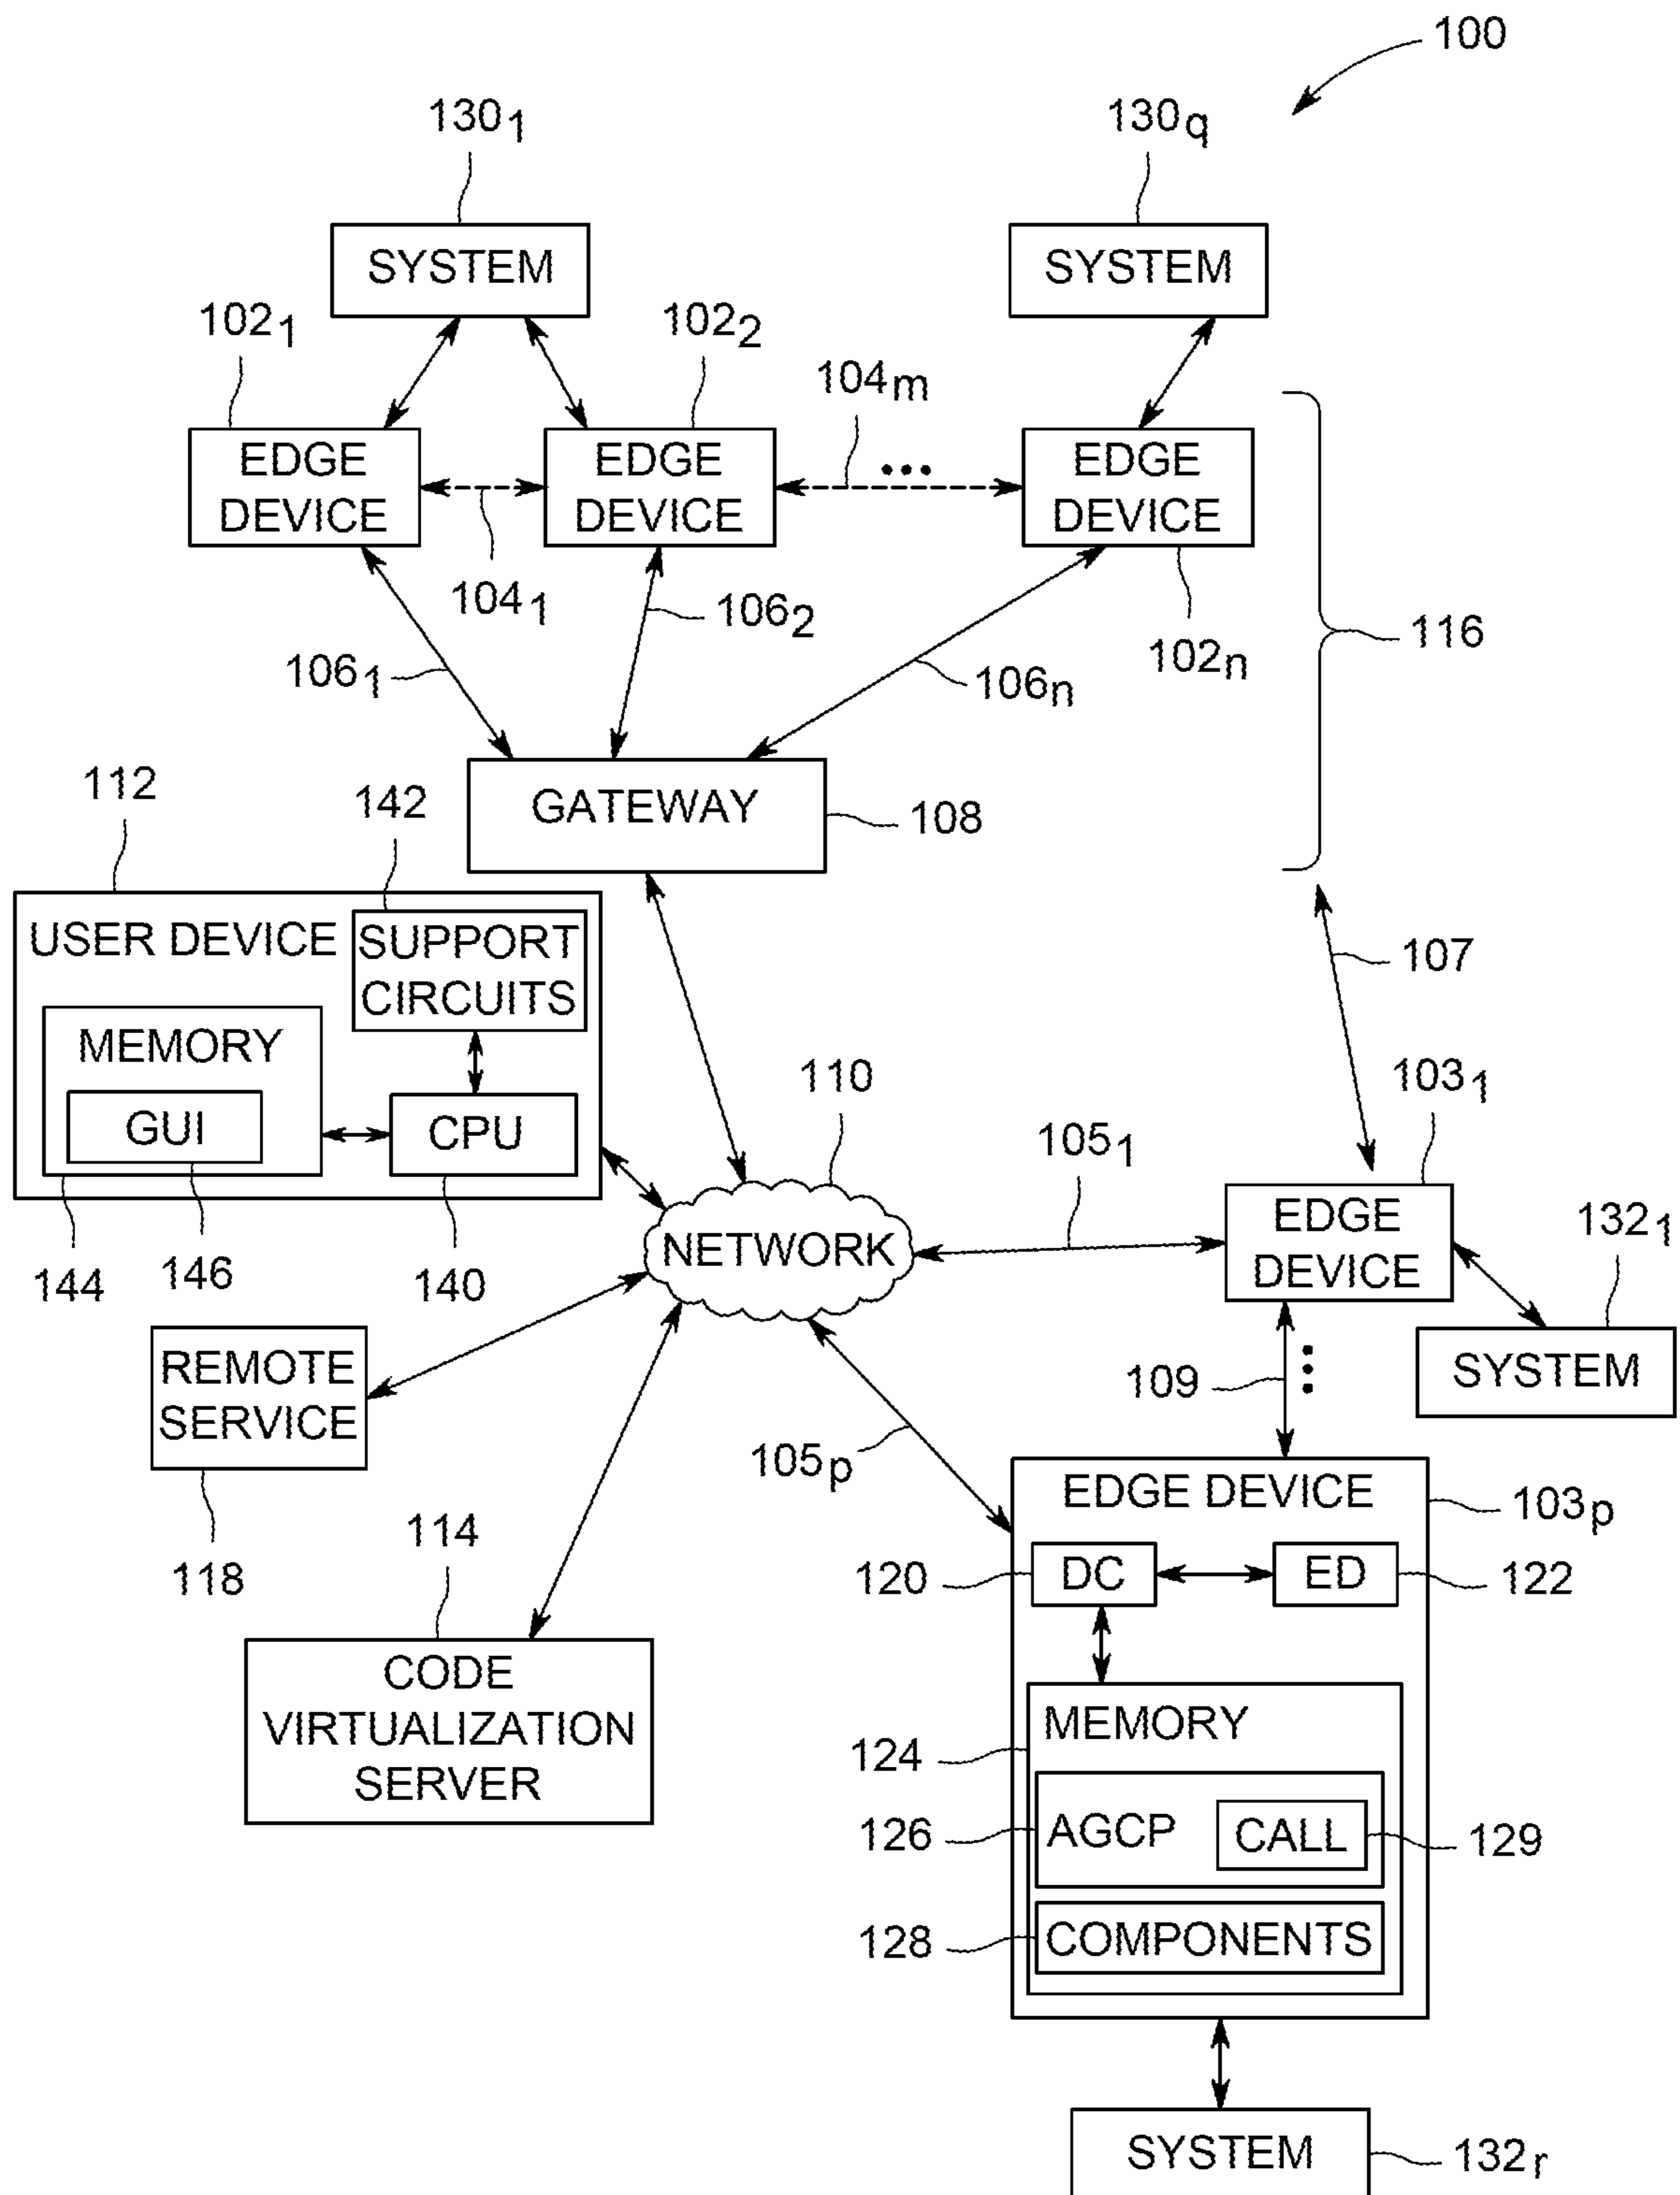 100
130₁
130q
SYSTEM
SYSTEM
102₁
102₂
104m
EDGE
DEVICE
EDGE
DEVICE
EDGE
DEVICE
104₁
106₂
116
102n
106₁
106n
112
142
GATEWAY
108
USER DEVICE
SUPPORT
CIRCUITS
107
MEMORY
110
103₁
GUI
CPU
105₁
132₁
EDGE
DEVICE
NETWORK
144
146
140
REMOTE
SERVICE
109
SYSTEM
105p
EDGE DEVICE
103p
114
118
120
DC
ED
122
CODE
VIRTUALIZATION
SERVER
MEMORY
124
126
AGCP
CALL
129
128
COMPONENTS
SYSTEM
132r